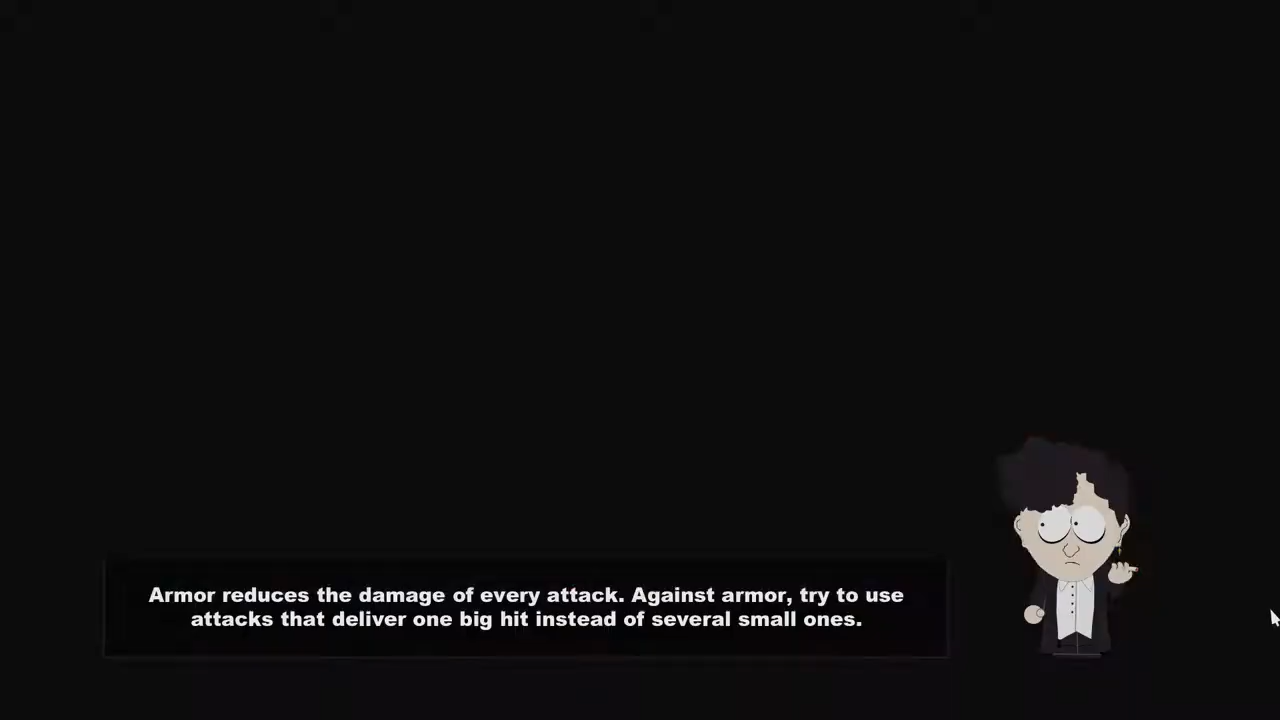 Armor reduces the damage of every attack. Against armor, try to use
attacks that deliver one big hit instead of several small ones.